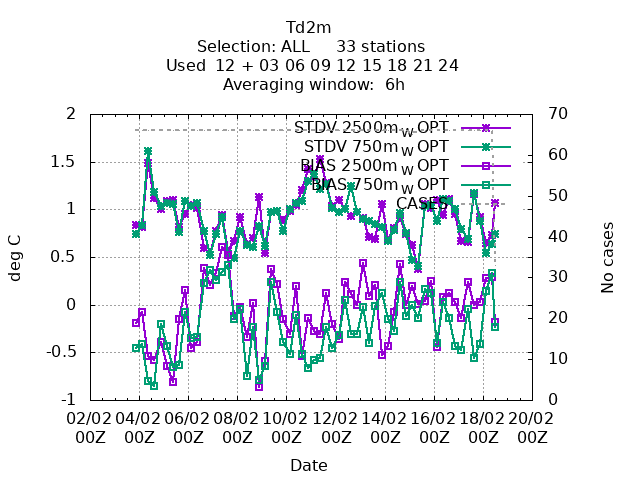 Td2m
Selection: ALL 33 stations
Used 12 + 03 06 09 12 15 18 21 24
Averaging window: 6h
2 70
STDV 2500m W OPT
STDV 750m W OPT
1.5 60
BIAS 2500m W OPT
BIAS 750m W OPT
CASES
50
1
40
0.5 30
0 20
-0.5 10
-1 0
deg C
No cases
02/02 04/02 06/02 08/02 10/02 12/02 14/02 16/02 18/02 20/02
00Z 00Z 00Z 00Z 00Z 00Z 00Z 00Z 00Z 00Z
Date